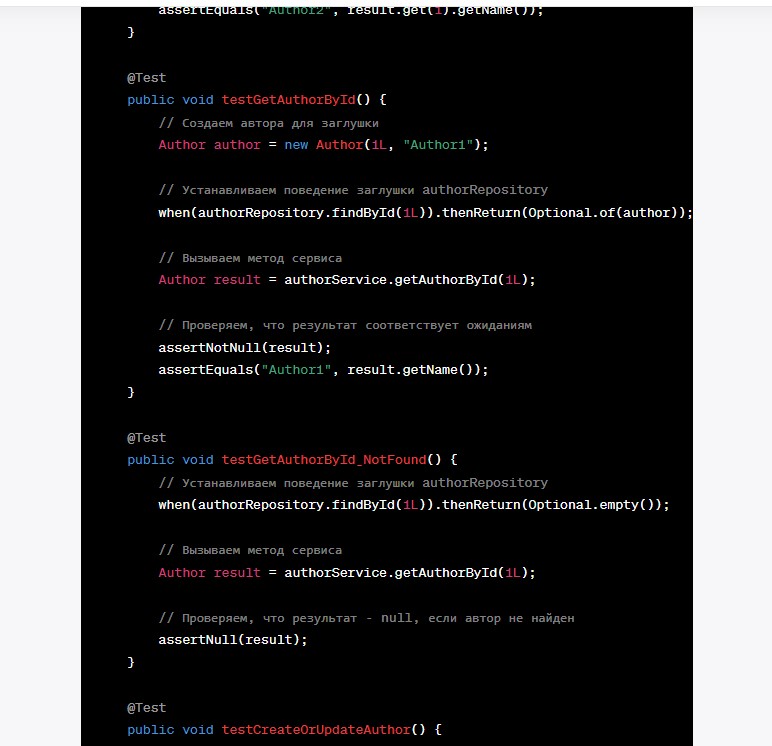 assertEquals("Author2", result.get(1).getName());
}
@Test
public void testGetAuthorById() {
// Создаем автора для заглушки
Author author = new Author(1L, "Author1");
// Устанавливаем поведение заглушки authorRepository
when(authorRepository.findById(1L)).thenReturn(Optional.of(author));
// Вызываем метод сервиса
Author result = authorService.getAuthorById(1L);
// Проверяем, что результат соответствует ожиданиям
assertNotNull(result);
assertEquals("Author1", result.getName());
}
@Test
public void testGetAuthorById_NotFound() {
// Устанавливаем поведение заглушки authorRepository
when(authorRepository.findById(1L)).thenReturn(Optional.empty());
// Вызываем метод сервиса
Author result = authorService.getAuthorById(1L);
// Проверяем, что результат - null, если автор не найден
assertNull(result);
}
@Test
public void testCreateOrUpdateAuthor() {